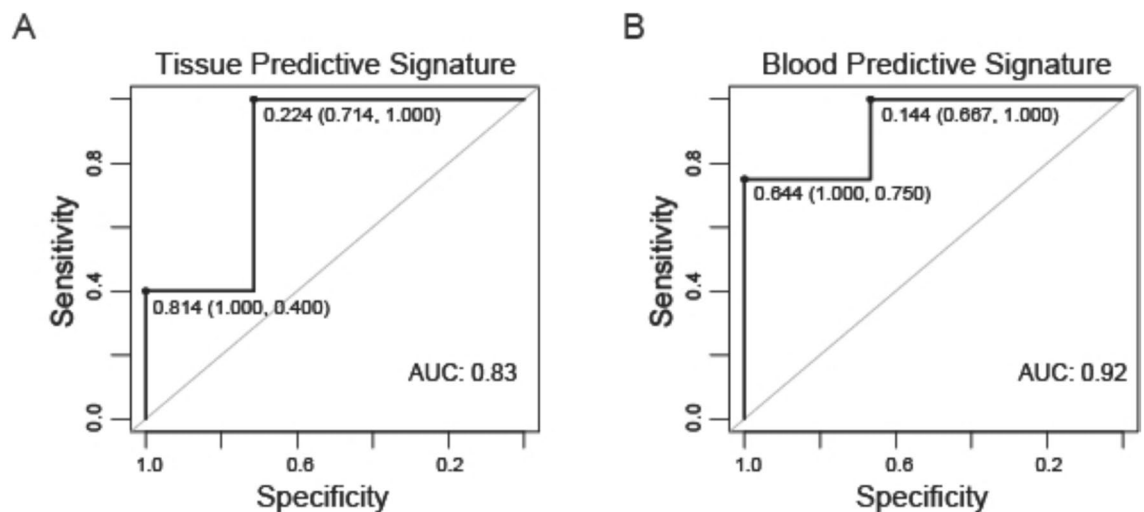 A
Tissue Predictive Signature
0.224 (0.714, 1.000)
0.814 (1.000, 0.400)
AUC: 0.83
Sensitivity
0.8
0.4
0.0
1.0 0.6 0.2
Specificity
B
Blood Predictive Signature
0.144 (0.667, 1.000)
0.644 (1.000, 0.750)
AUC: 0.92
Sensitivity
0.8
0.4
0.0
1.0 0.6 0.2
Specificity